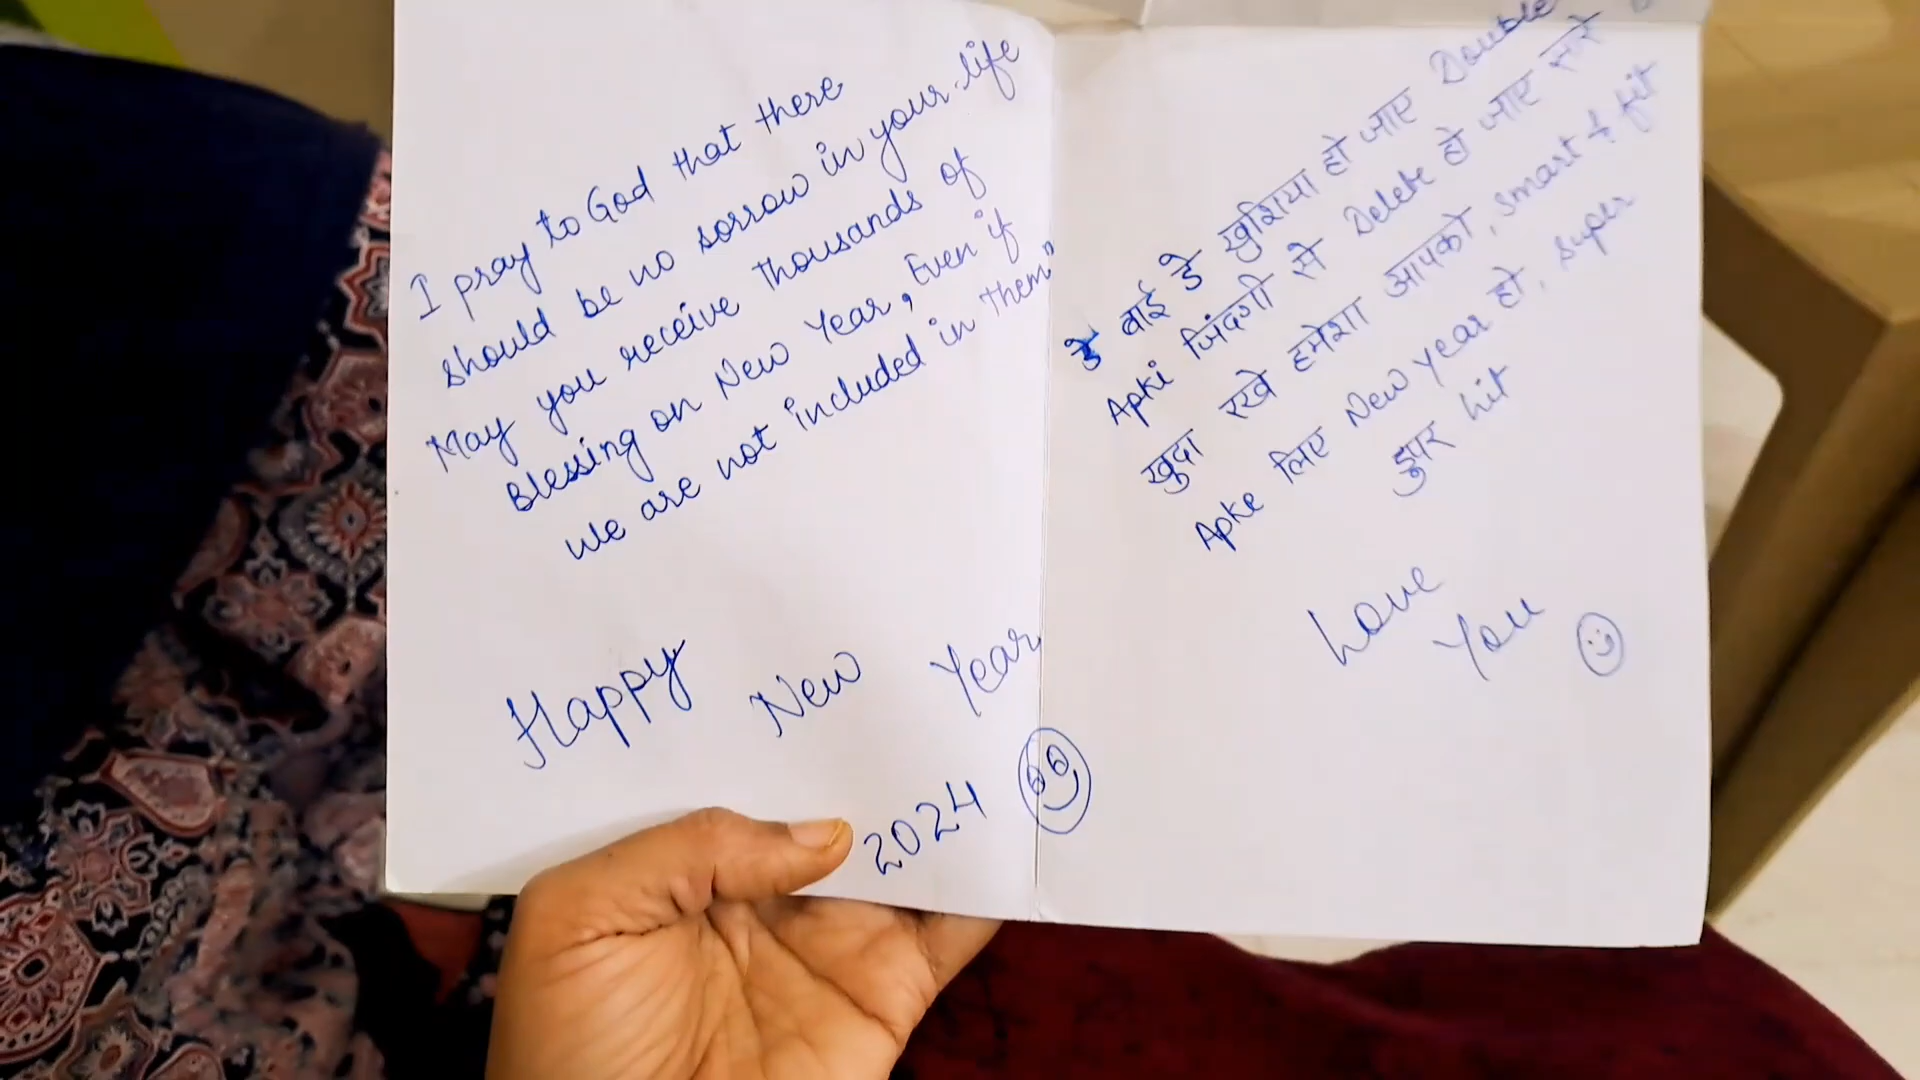 I pray to God that there
should be no sorrow in your life
May you receive thousands of
Blessing on New Year, Even if
we are not included in them"
Happy New Year
2024
डे बाई डे खुशिया हो जाए Double
Apki जिंदगी से Delete हो जाए सारे
खुदा रखे हमेशा आपको, smart & fit
Apke लिए New year हो, super
डुपर hit
Love
You